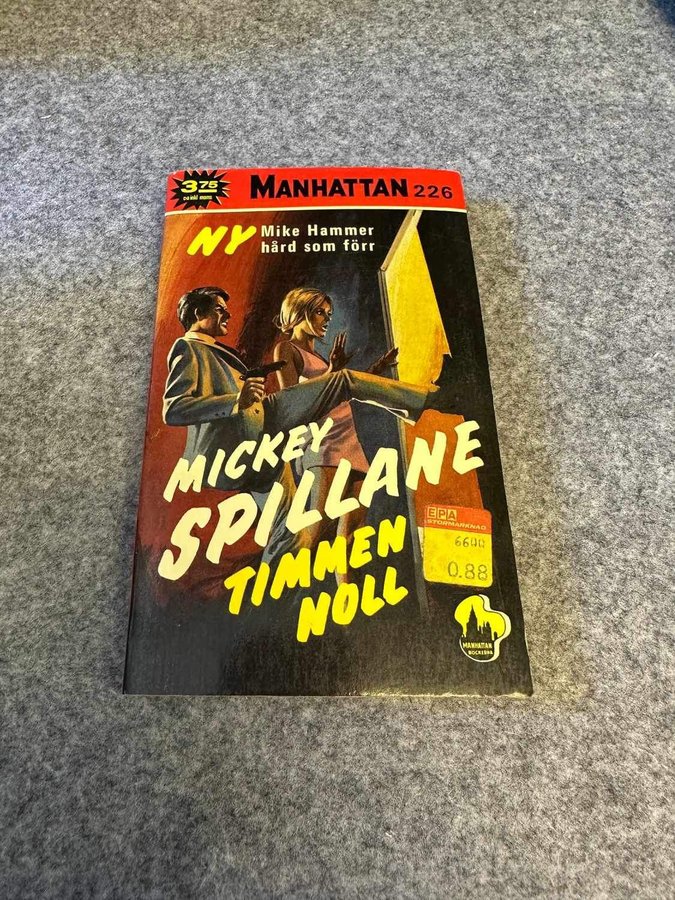 3 75
MANHATTAN 226
NY Mike Hammer
hård som förr
MICKEY
SPILLANE
TIMMEN
NOLL
EPA
STORMARKNAD
0.88
MANHATTAN
BÖCKERNA